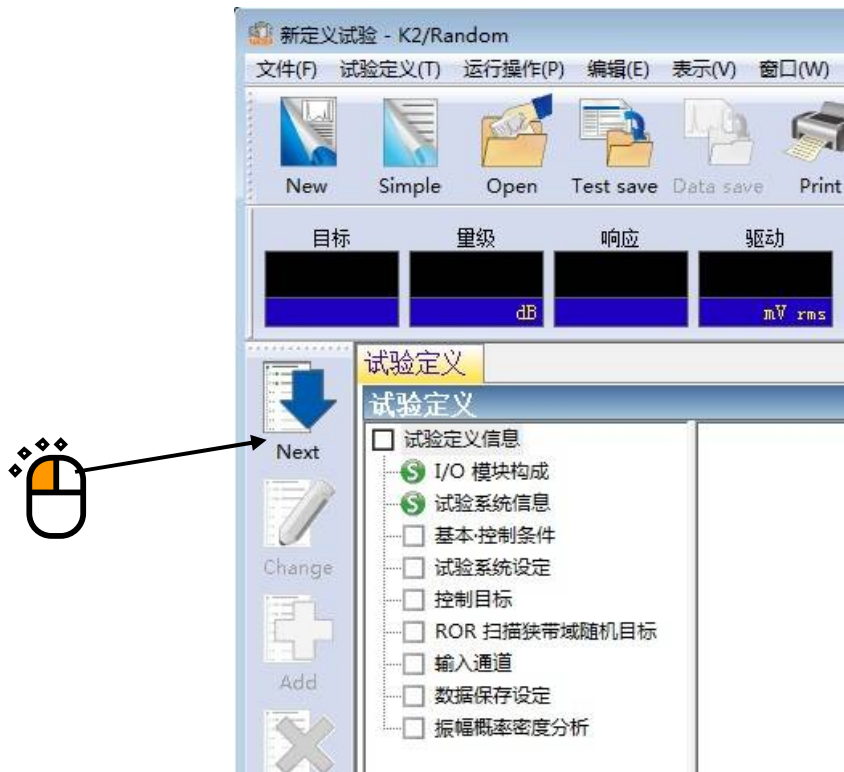 新定义试验 - K2/Random
文件(F) 试验定义(T) 运行操作(P) 编辑(E) 表示(V) 窗口(W)
New Simple Open Test save Data save Print
目标 量级 响应 驱动
dB mV rms
试验定义
试验定义
Next
Change
Add
试验定义信息
S I/O 模块构成
S 试验系统信息
基本·控制条件
试验系统设定
控制目标
ROR 扫描狭带域随机目标
输入通道
数据保存设定
振幅概率密度分析